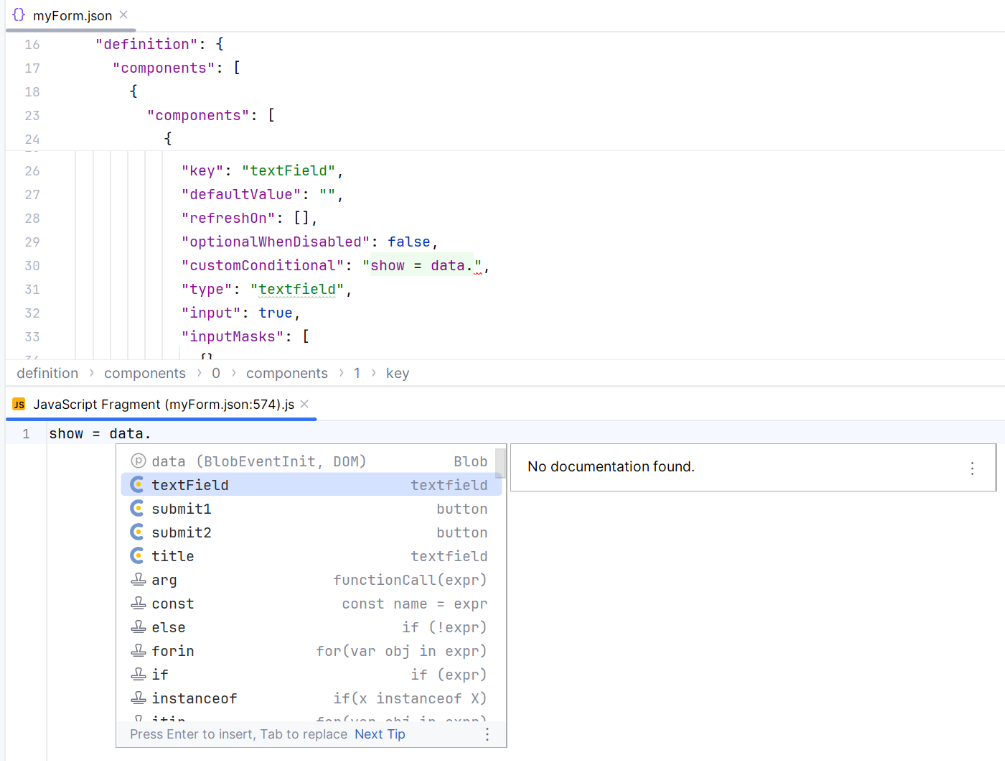 {} myForm.json ×
16 "definition": {
17 "components": [
18 {
23 "components": [
24 {
26 "key": "textField",
27 "defaultValue": "",
28 "refreshOn": [],
29 "optionalWhenDisabled": false,
30 "customConditional": "show = data.",
31 "type": "textfield",
32 "input": true,
33 "inputMasks": [
definition › components › 0 › components › 1 › key
JS JavaScript Fragment (myForm.json:574).js ×
1 show = data.
data (BlobEventInit, DOM) Blob
textField textfield
submit1 button
submit2 button
title textfield
arg functionCall(expr)
const const name = expr
else if (!expr)
forin for(var obj in expr)
if if (expr)
instanceof if(x instanceof X)
Press Enter to insert, Tab to replace Next Tip
No documentation found.